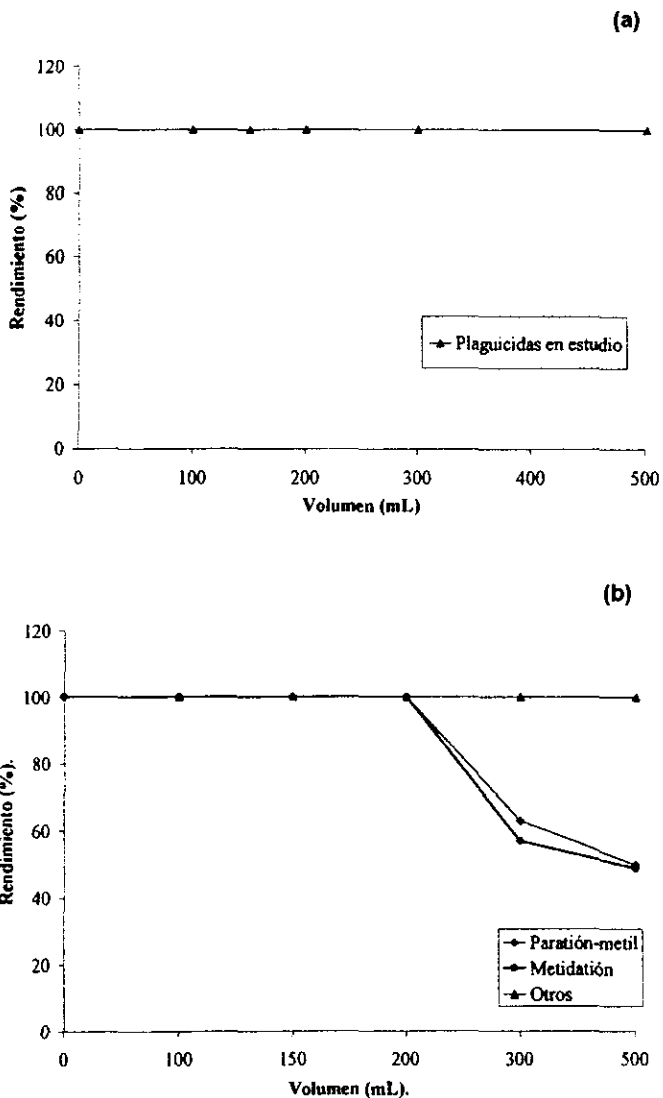 (a)
120
100
80
60
40
20
0
Rendimiento (%)
Plaguicidas en estudio
0 100 200 300 400 500
Volumen (mL)
(b)
120
100
80
60
40
20
0
Rendimiento (%).
Paratión-metil
Metidatión
Otros
0 100 150 200 300 500
Volumen (mL).